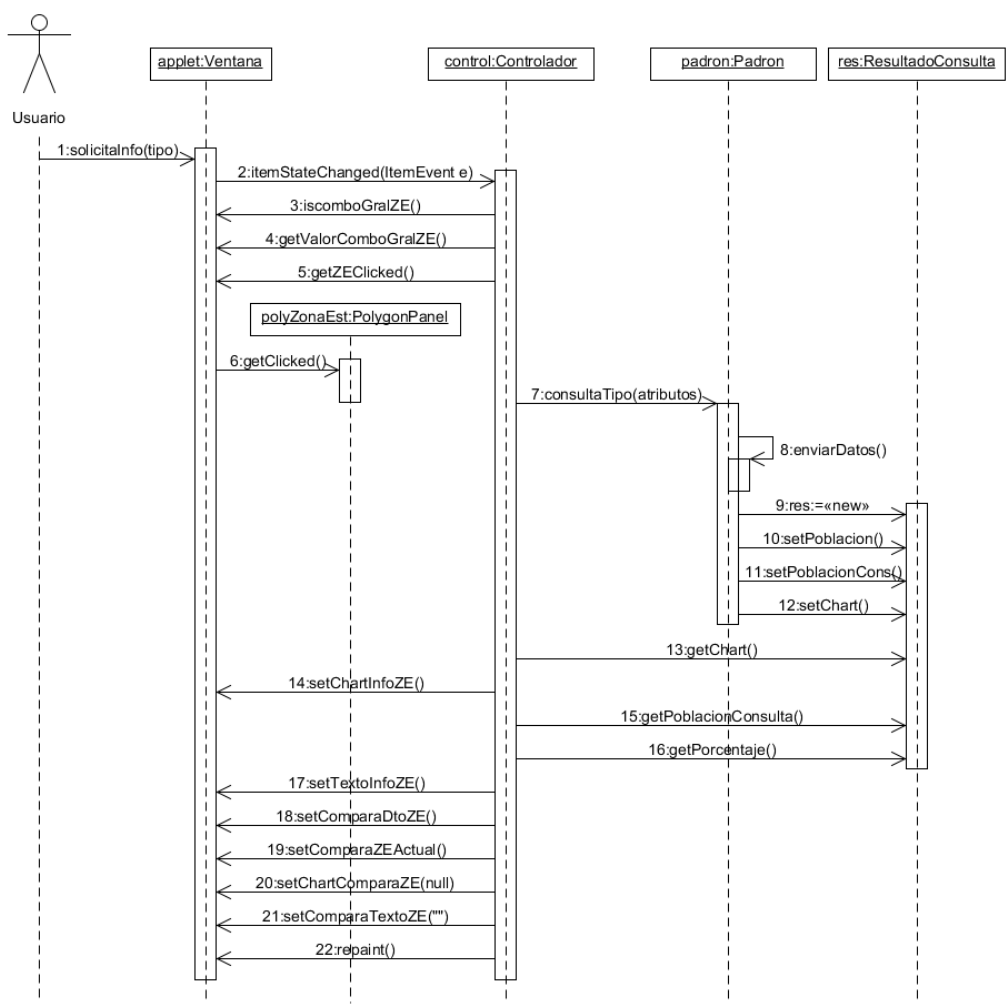 Usuario
applet:Ventana
control:Controlador
padron:Padron
res:ResultadoConsulta
1:solicitaInfo(tipo)
2:itemStateChanged(ItemEvent e)
3:iscomboGralZE()
4:getValorComboGralZE()
5:getZEClicked()
polyZonaEst:PolygonPanel
6:getClicked()
7:consultaTipo(atributos)
8:enviarDatos()
9:res:=«new»
10:setPoblacion()
11:setPoblacionCons()
12:setChart()
13:getChart()
14:setChartInfoZE()
15:getPoblacionConsulta()
16:getPorcentaje()
17:setTextoInfoZE()
18:setComparaDtoZE()
19:setComparaZEActual()
20:setChartComparaZE(null)
21:setComparaTextoZE("")
22:repaint()